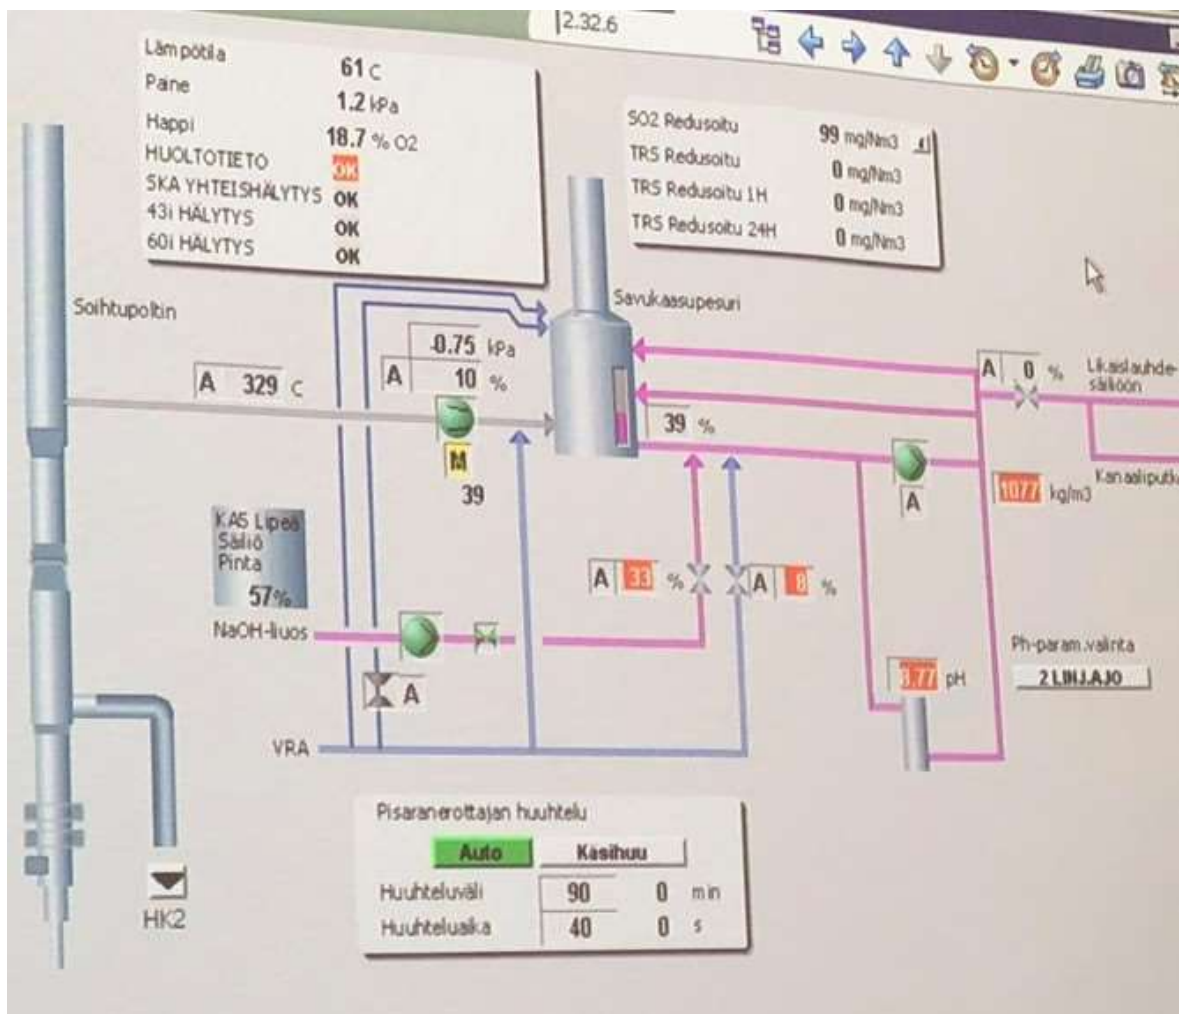 2.32.6
Lämpötila 61 C
Paine 1.2 kPa
Happi 18.7 % O2
HUOLTOTIETO OK
SKA YHTEISHÄLYTYS OK
43i HÄLYTYS OK
60i HÄLYTYS OK
SO2 Redusoitu 99 mg/Nm3
TRS Redusoitu 0 mg/Nm3
TRS Redusoitu 1H 0 mg/Nm3
TRS Redusoitu 24H 0 mg/Nm3
Soihtupoltin
Savukaasupesuri
A 329 C
-0.75 kPa
A 10 %
M
39
39 %
A 0 %
Likaislauhde-
säiliöön
A
1077 kg/m3
KAS Lipeä
Säiliö
Pinta
57%
A 33 %
A 8 %
NaOH-liuos
A
pH
Ph-param.valinta
2 LINJ.AJO
VRA
Pisaranerottajan huuhtelu
Auto Käsihuu
Huuhteluväli 90 0 min
Huuhteluaika 40 0 s
HK2